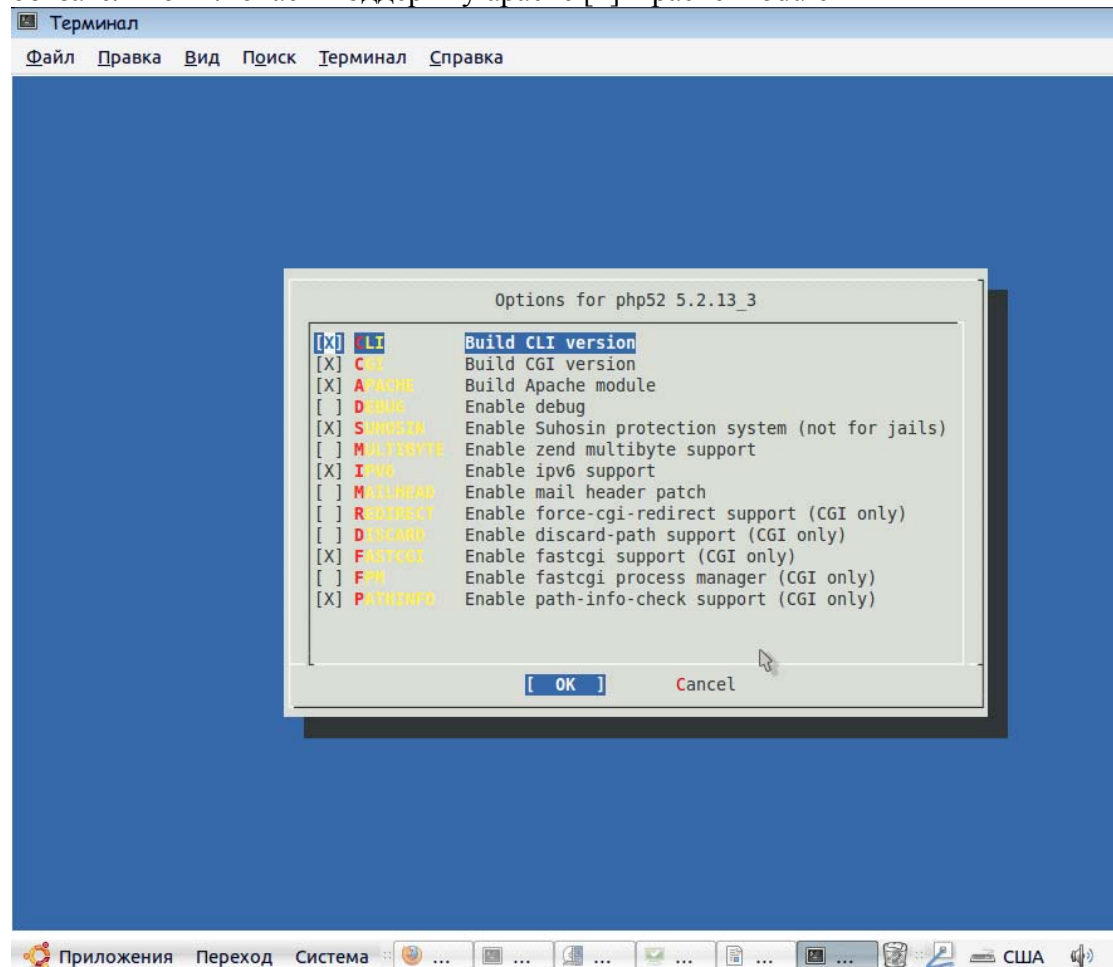 Терминал
Файл Правка Вид Поиск Терминал Справка
Options for php52 5.2.13_3
[X] CLI Build CLI version
[X] CGI Build CGI version
[X] APACHE Build Apache module
[ ] DEBUG Enable debug
[X] SUHOSIN Enable Suhosin protection system (not for jails)
[ ] MULTIBYTE Enable zend multibyte support
[X] IPV6 Enable ipv6 support
[ ] MAILHEAD Enable mail header patch
[ ] REDIRECT Enable force-cgi-redirect support (CGI only)
[ ] DISCARD Enable discard-path support (CGI only)
[X] FASTCGI Enable fastcgi support (CGI only)
[ ] FPM Enable fastcgi process manager (CGI only)
[X] PATHINFO Enable path-info-check support (CGI only)
[ OK ] Cancel
Приложения Переход Система ... ... ... ... ... ... США